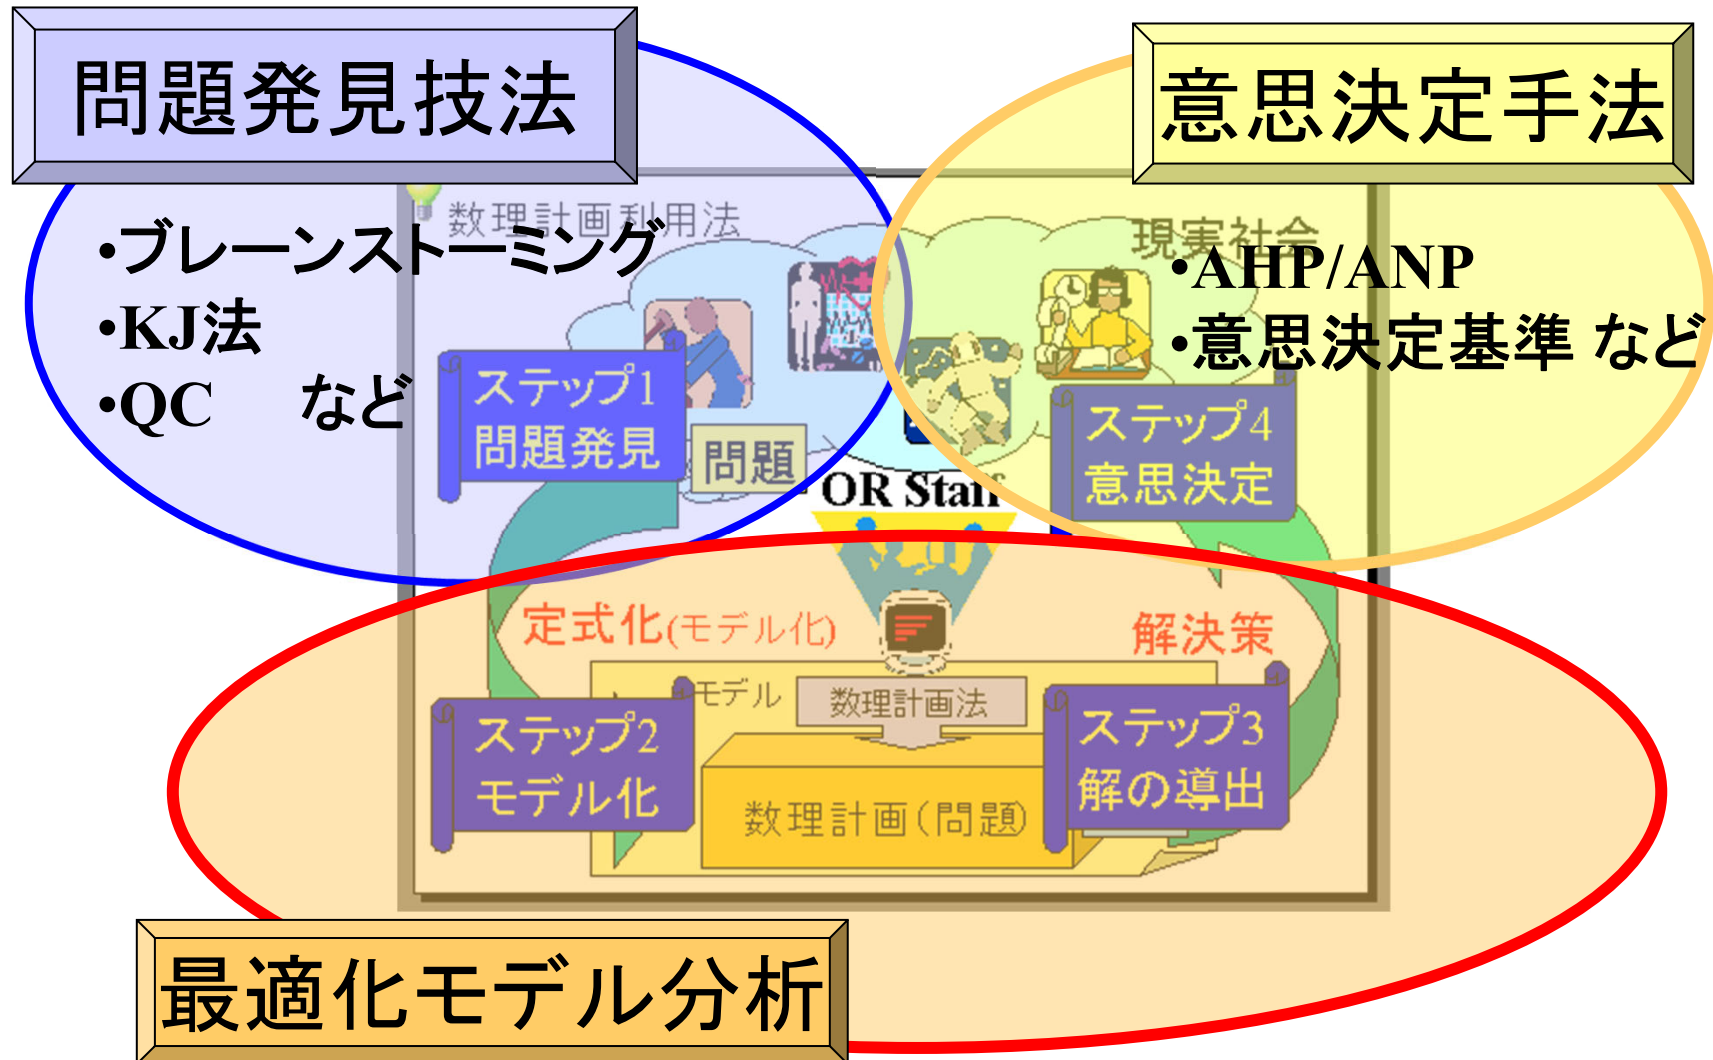 問題発見技法
意思決定手法
数理計画利用法
現実社会
•ブレーンストーミング
•KJ法
•QC など
•AHP/ANP
•意思決定基準 など
ステップ1
問題発見
問題
ステップ4
意思決定
OR Staff
定式化(モデル化)
解決策
モデル
数理計画法
ステップ2
モデル化
ステップ3
解の導出
数理計画(問題)
最適化モデル分析